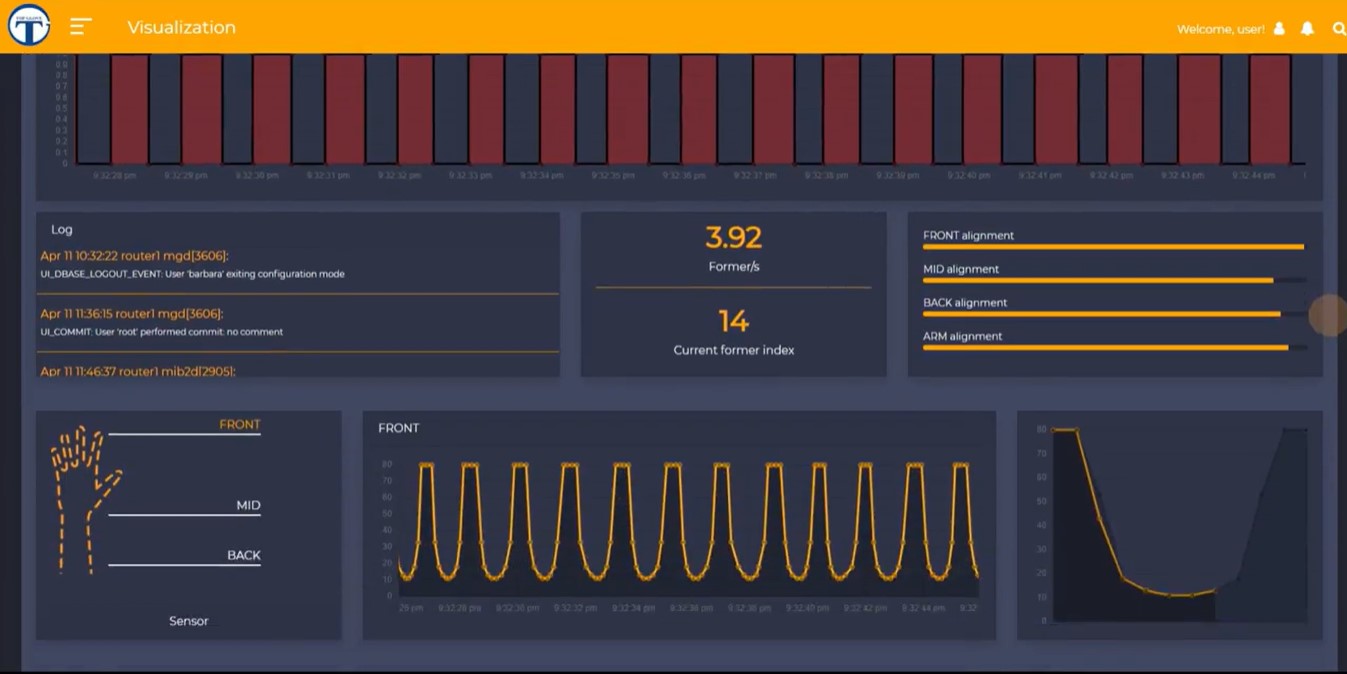 TOP GLOVE
T
Visualization
Welcome, user!
0.9
0.8
0.7
0.6
0.5
0.4
0.3
0.2
0.1
0
9:32:28 pm 9:32:29 pm 9:32:30 pm 9:32:31 pm 9:32:32 pm 9:32:33 pm 9:32:34 pm 9:32:35 pm 9:32:36 pm 9:32:37 pm 9:32:38 pm 9:32:39 pm 9:32:40 pm 9:32:41 pm 9:32:42 pm 9:32:43 pm 9:32:44 pm
Log
Apr 11 10:32:22 router1 mgd[3606]:
UI_DBASE_LOGOUT_EVENT: User 'barbara' exiting configuration mode
Apr 11 11:36:15 router1 mgd[3606]:
UI_COMMIT: User 'root' performed commit: no comment
Apr 11 11:46:37 router1 mib2d[2905]:
3.92
Former/s
14
Current former index
FRONT alignment
MID alignment
BACK alignment
ARM alignment
FRONT
MID
BACK
Sensor
FRONT
80
70
60
50
40
30
20
10
0
9:32:28 pm 9:32:30 pm 9:32:32 pm 9:32:34 pm 9:32:36 pm 9:32:38 pm 9:32:40 pm 9:32:42 pm 9:32:44 pm 9:32
80
70
60
50
40
30
20
10
0